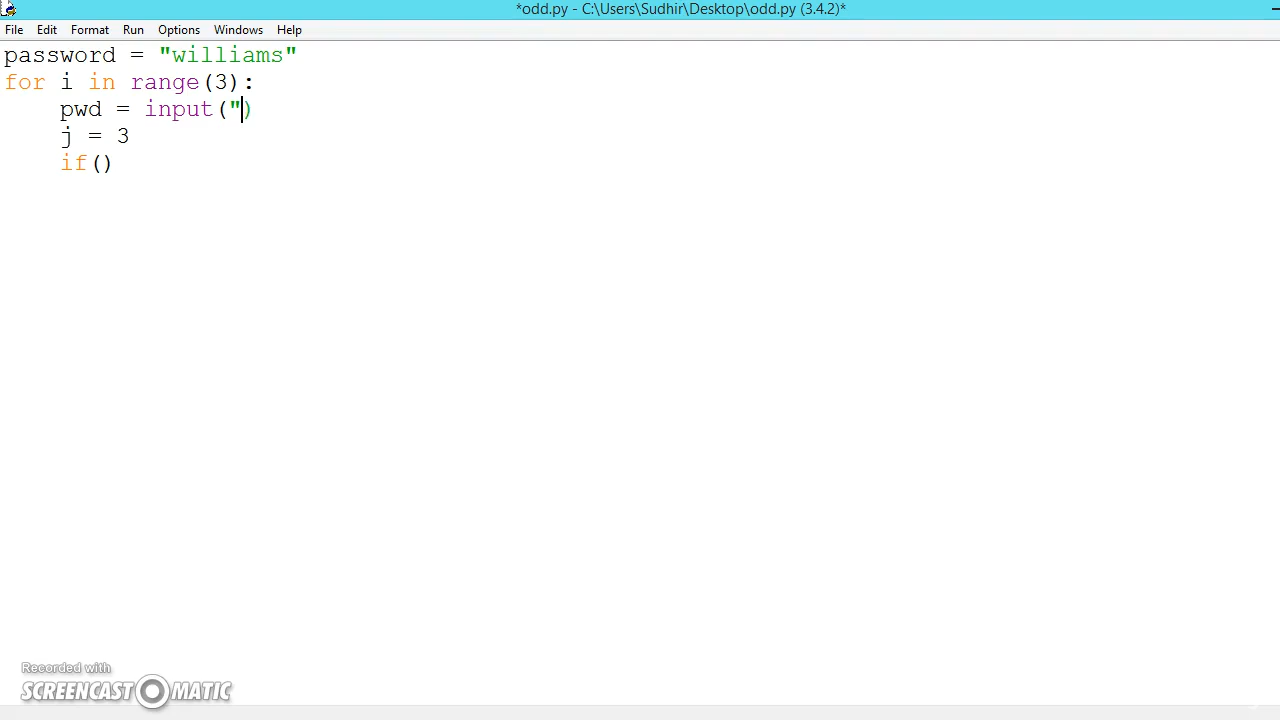 *odd.py - C:\Users\Sudhir\Desktop\odd.py (3.4.2)*
File Edit Format Run Options Windows Help
password = "williams"
for i in range(3):
    pwd = input(")
    j = 3
    if()
Recorded with
SCREENCAST-O-MATIC